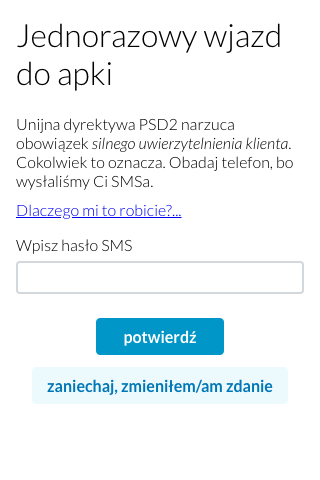 Jednorazowy wjazd
do apki
Unijna dyrektywa PSD2 narzuca
obowiązek silnego uwierzytelnienia klienta.
Cokolwiek to oznacza. Obadaj telefon, bo
wysłaliśmy Ci SMSa.
Dlaczego mi to robicie?...
Wpisz hasło SMS
potwierdź
zaniechaj, zmieniłem/am zdanie